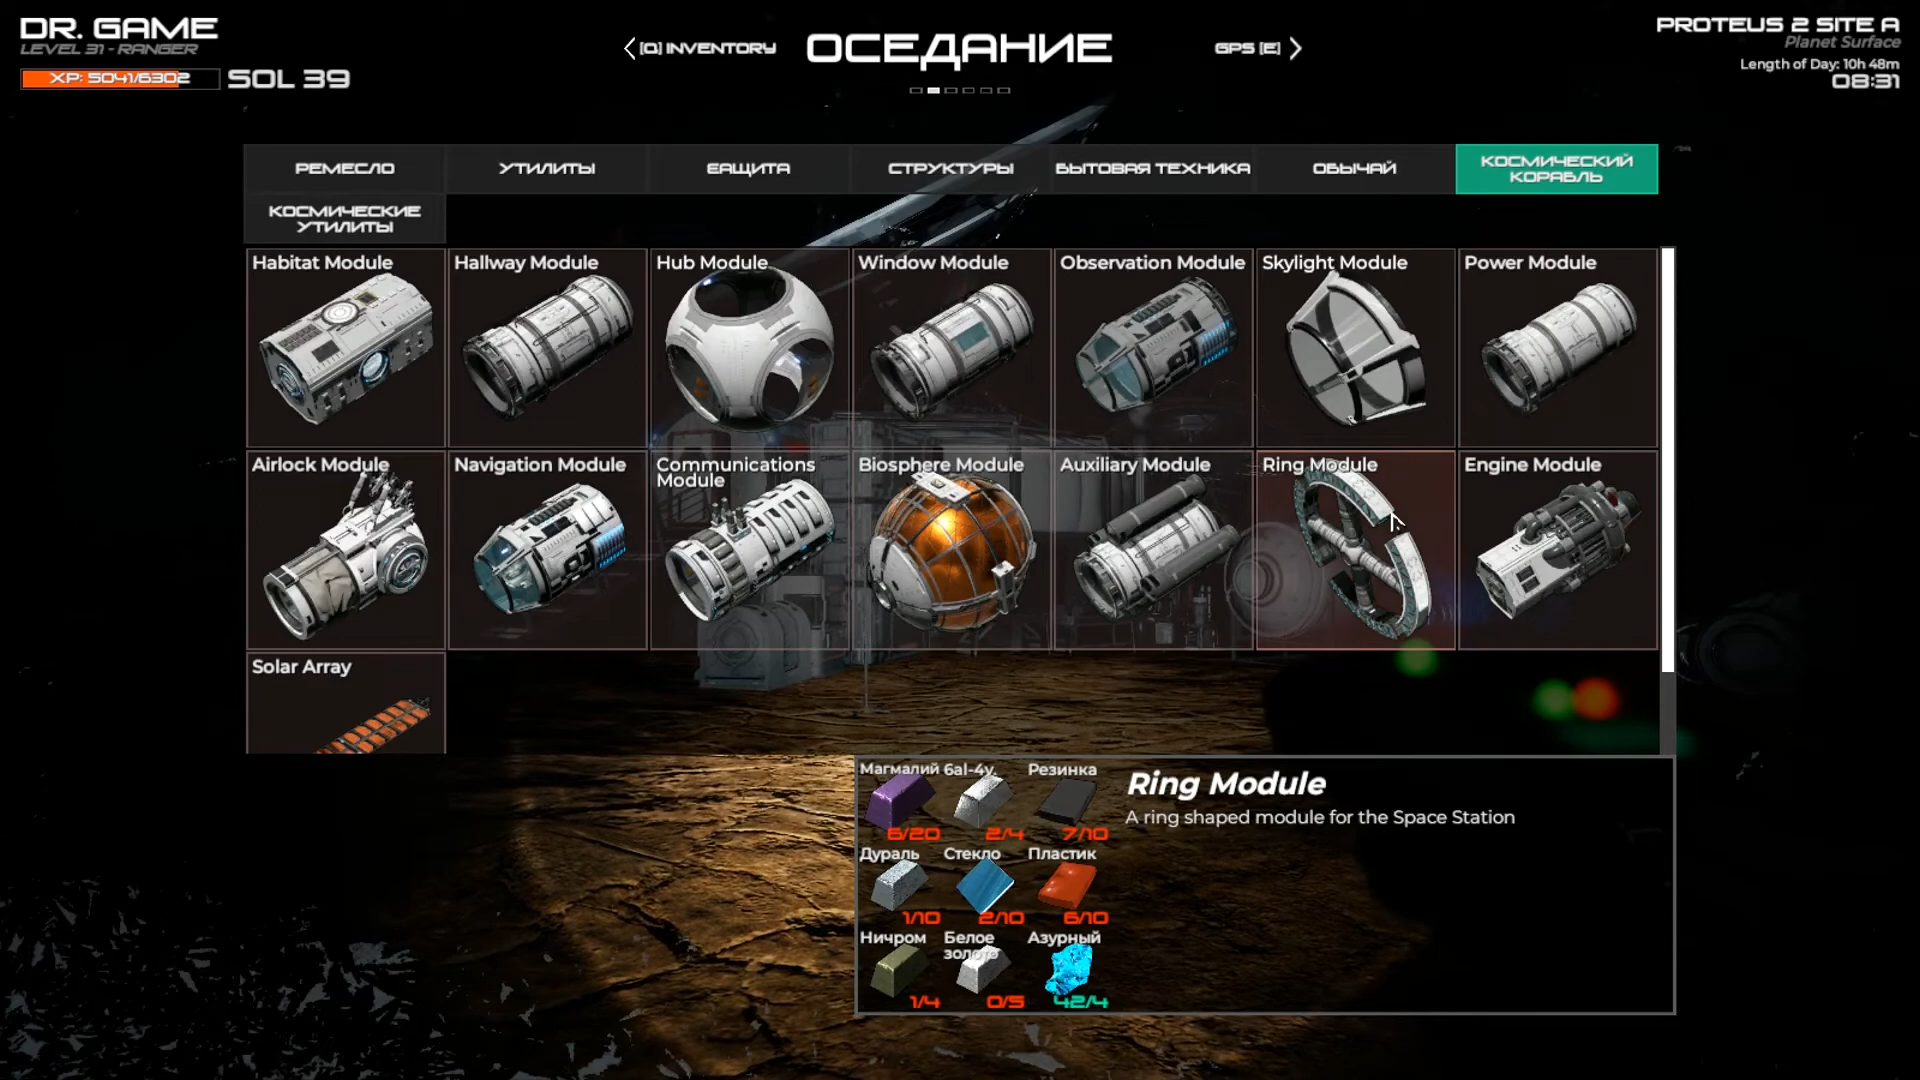 DR. GAME
LEVEL 31 - RANGER
XP: 5041/6302
SOL 39
[Q] INVENTORY
ОСЕДАНИЕ
GPS [E]
PROTEUS 2 SITE A
Planet Surface
Length of Day: 10h 48m
08:31
РЕМЕСЛО
УТИЛИТЫ
ЕАЩИТА
СТРУКТУРЫ
БЫТОВАЯ ТЕХНИКА
ОБЫЧАЙ
КОСМИЧЕСКИЙ
КОРАБЛЬ
КОСМИЧЕСКИЕ
УТИЛИТЫ
Habitat Module
Hallway Module
Hub Module
Window Module
Observation Module
Skylight Module
Power Module
Airlock Module
Navigation Module
Communications
Module
Biosphere Module
Auxiliary Module
Ring Module
Engine Module
Solar Array
Магмалий
6/20
6al-4v.
2/4
Резинка
7/10
Дураль
1/10
Стекло
2/10
Пластик
6/10
Ничром
1/4
Белое
золото
0/5
Азурный
42/4
Ring Module
A ring shaped module for the Space Station